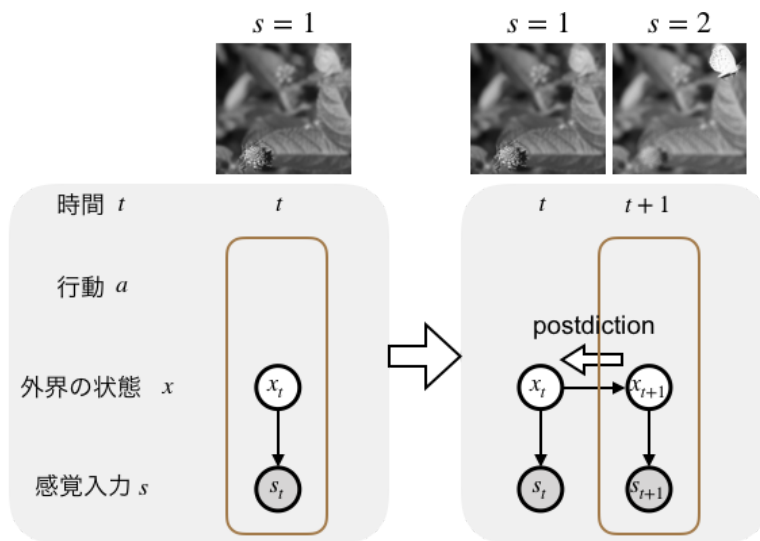 s = 1
s = 1
s = 2
時間 t
t
t
t + 1
行動 a
postdiction
外界の状態 x
x_t
x_t
x_{t+1}
感覚入力 s
s_t
s_t
s_{t+1}